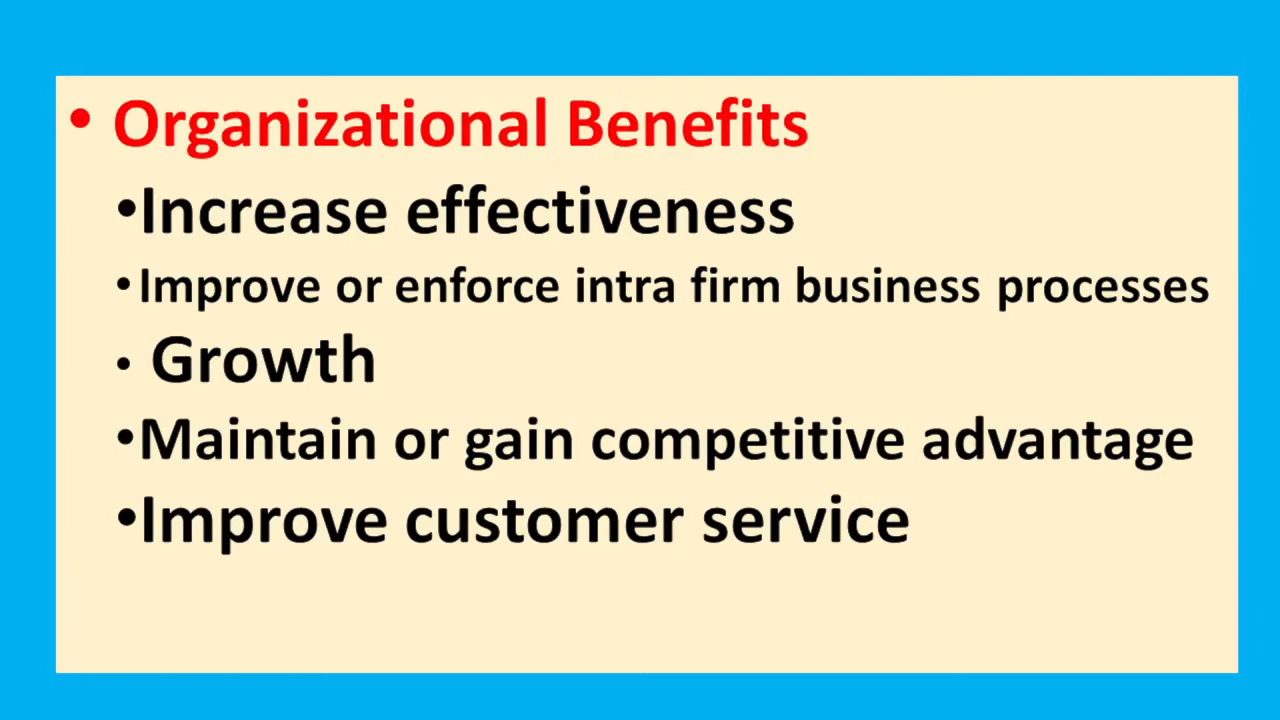 • Organizational Benefits
•Increase effectiveness
•Improve or enforce intra firm business processes
• Growth
•Maintain or gain competitive advantage
•Improve customer service